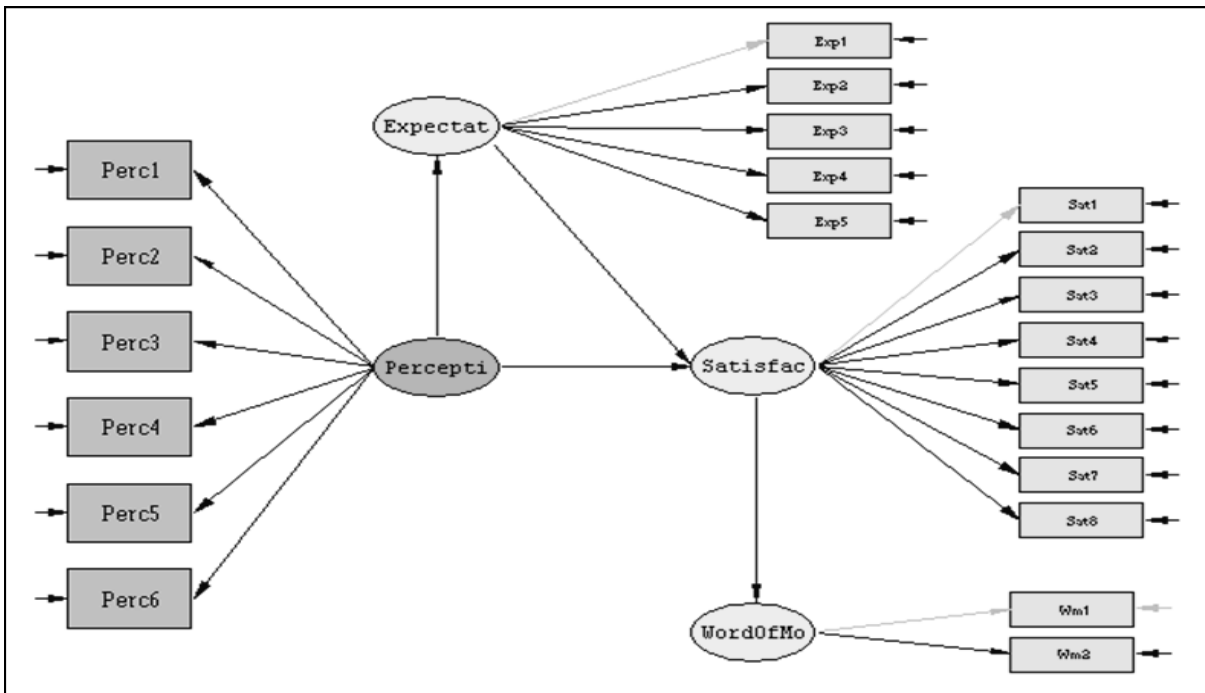 Exp1
Exp2
Expectat
Exp3
Exp4
Exp5
Perc1
Perc2
Perc3
Perc4
Perc5
Perc6
Percepti
Satisfac
Sat1
Sat2
Sat3
Sat4
Sat5
Sat6
Sat7
Sat8
WordOfMo
Wm1
Wm2